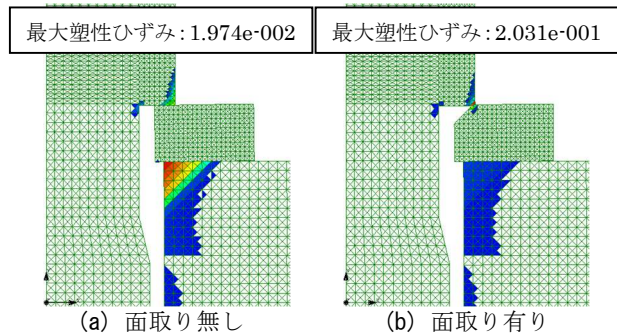 最大塑性ひずみ:1.974e-002
最大塑性ひずみ:2.031e-001
(a) 面取り無し
(b) 面取り有り